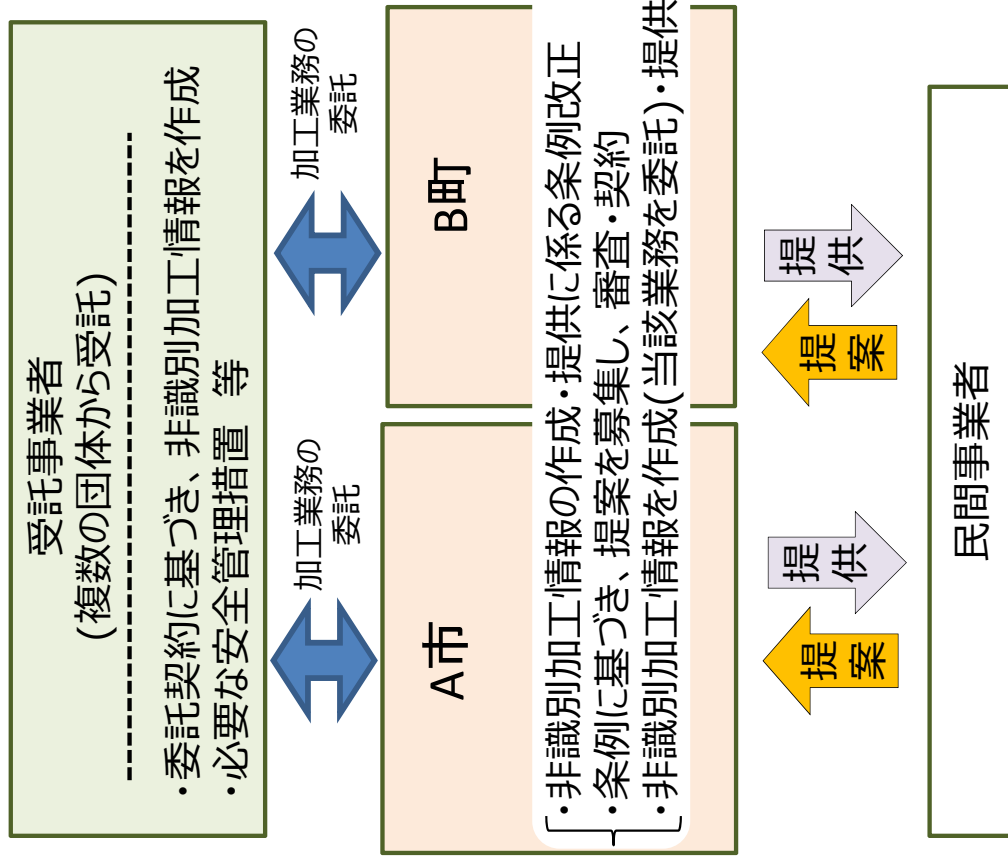 受託事業者
(複数の団体から受託)
・委託契約に基づき、非識別加工情報を作成
・必要な安全管理措置 等
加工業務の
委託
加工業務の
委託
A市
B町
・非識別加工情報の作成・提供に係る条例改正
・条例に基づき、提案を募集し、審査・契約
・非識別加工情報を作成(当該業務を委託)・提供
提案
提供
提案
提供
民間事業者